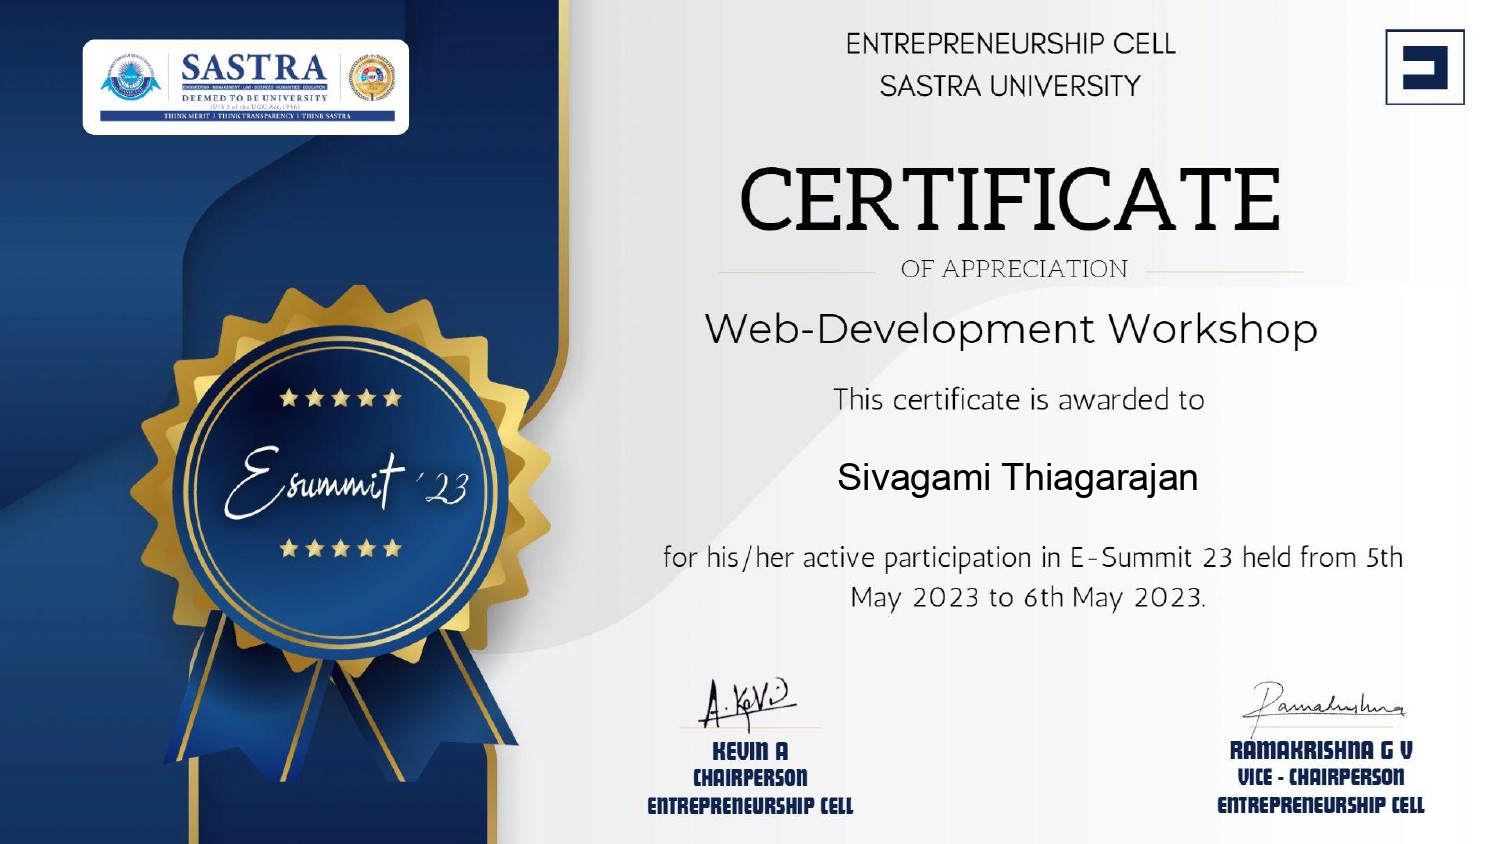 SASTRA
ENGINEERING · MANAGEMENT · LAW · SCIENCES · HUMANITIES · EDUCATION
DEEMED TO BE UNIVERSITY
(U/S 3 of the UGC Act, 1956)
THINK MERIT | THINK TRANSPARENCY | THINK SASTRA
ENTREPRENEURSHIP CELL
SASTRA UNIVERSITY
CERTIFICATE
OF APPRECIATION
Web-Development Workshop
This certificate is awarded to
Sivagami Thiagarajan
for his/her active participation in E-Summit 23 held from 5th
May 2023 to 6th May 2023.
Esummit '23
A. Kevin
KEVIN A
CHAIRPERSON
ENTREPRENEURSHIP CELL
Ramakrishna
RAMAKRISHNA G V
VICE - CHAIRPERSON
ENTREPRENEURSHIP CELL